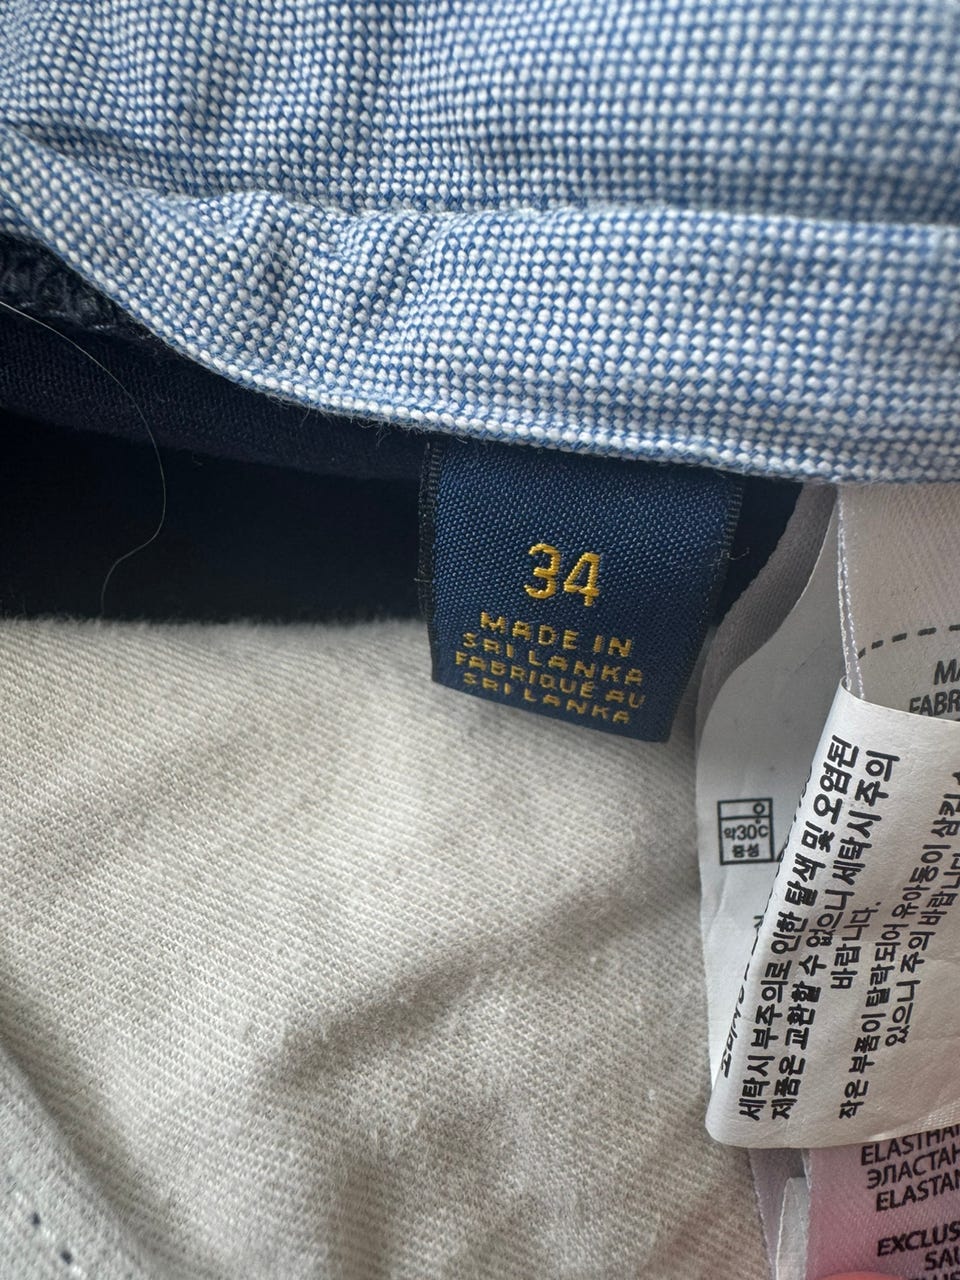 34
MADE IN
SRI LANKA
FABRIQUÉ AU
SRI LANKA
약30℃
중성
세탁시 부주의로 인한 탈색 및 오염된
제품은 교환할 수 없으니 세탁시 주의
바랍니다.
작은 부품이 탈락되어 유아동이 삼킬
있으니 주의 바랍니다
ELASTHA
ЭЛАСТАН
ELASTAN
EXCLUS
SAU
MA
FABR